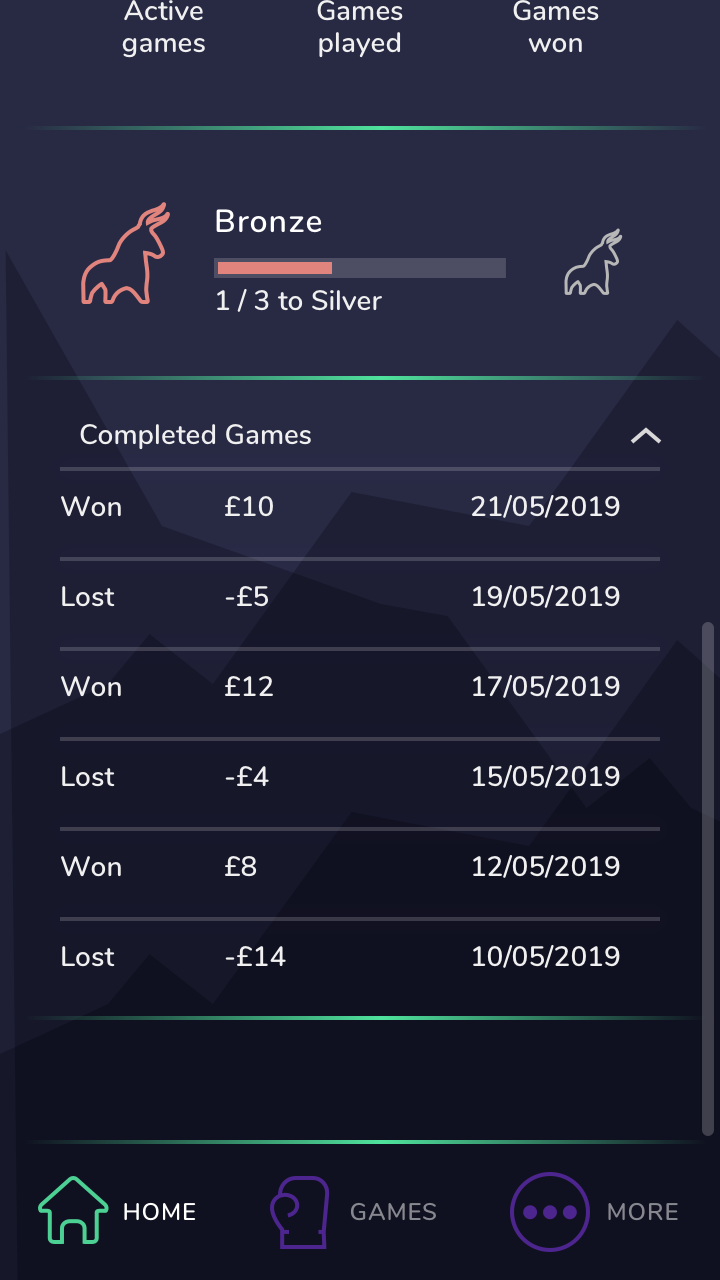 Active Games Games
games played won
Bronze
1 / 3 to Silver
Completed Games
Won £10 21/05/2019
Lost -£5 19/05/2019
Won £12 17/05/2019
Lost -£4 15/05/2019
Won £8 12/05/2019
Lost -£14 10/05/2019
HOME GAMES MORE